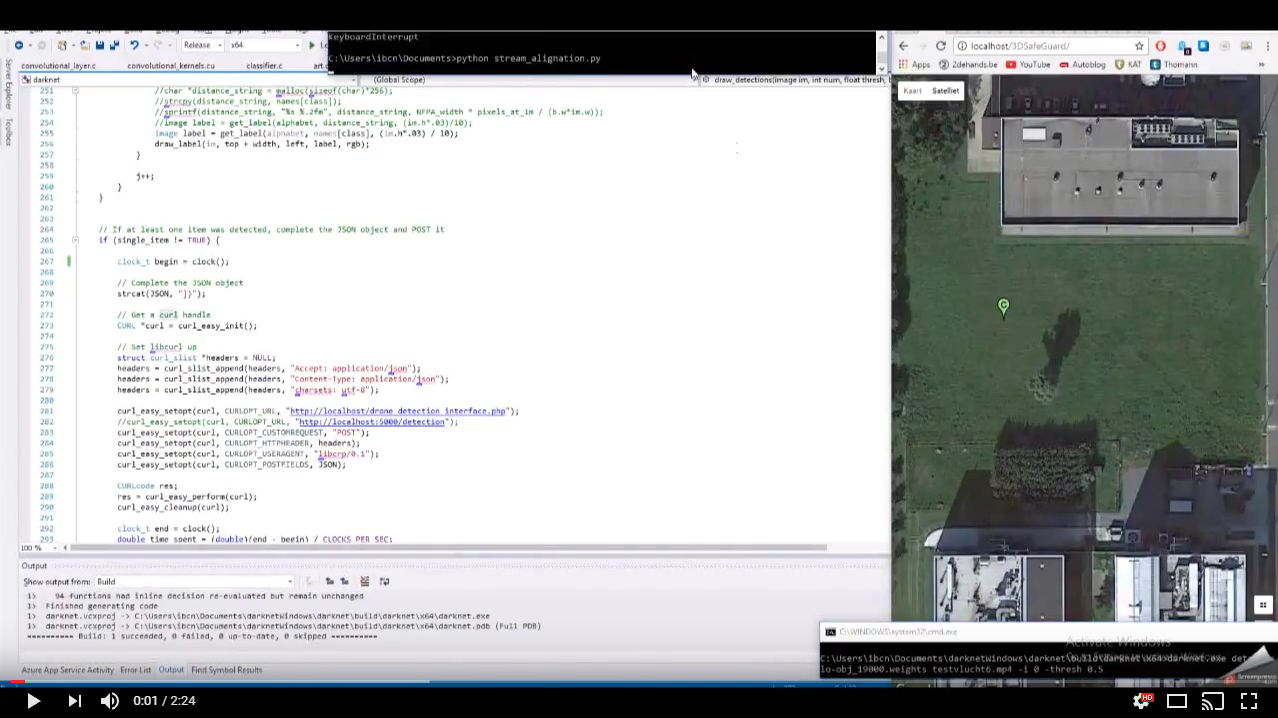 KeyboardInterrupt
C:\Users\ibcn\Documents>python stream_alignation.py
Release
x64
convolutional_layer.c
convolutional_kernels.cu
classifier.c
darknet
(Global Scope)
draw_detections(image im, int num, float thresh,
Server Explorer
Toolbox
251 //char *distance_string = malloc(sizeof(char)*256);
252 //strcpy(distance_string, names[class]);
253 //sprintf(distance_string, "%s %.2fm", distance_string, NFPA_width * pixels_at_1m / (b.w*im.w));
254 //image label = get_label(alphabet, distance_string, (im.h*.03)/10);
255 image label = get_label(alphabet, names[class], (im.h*.03) / 10);
256 draw_label(im, top + width, left, label, rgb);
257 }
258
259 j++;
260 }
261 }
262
263
264 // If at least one item was detected, complete the JSON object and POST it
265 if (single_item != TRUE) {
266
267 clock_t begin = clock();
268
269 // Complete the JSON object
270 strcat(JSON, "]}");
271
272 // Get a curl handle
273 CURL *curl = curl_easy_init();
274
275 // Set libcurl up
276 struct curl_slist *headers = NULL;
277 headers = curl_slist_append(headers, "Accept: application/json");
278 headers = curl_slist_append(headers, "Content-Type: application/json");
279 headers = curl_slist_append(headers, "charsets: utf-8");
280
281 curl_easy_setopt(curl, CURLOPT_URL, "http://localhost/drone_detection_interface.php");
282 //curl_easy_setopt(curl, CURLOPT_URL, "http://localhost:5000/detection");
283 curl_easy_setopt(curl, CURLOPT_CUSTOMREQUEST, "POST");
284 curl_easy_setopt(curl, CURLOPT_HTTPHEADER, headers);
285 curl_easy_setopt(curl, CURLOPT_USERAGENT, "libcrp/0.1");
286 curl_easy_setopt(curl, CURLOPT_POSTFIELDS, JSON);
287
288 CURLcode res;
289 res = curl_easy_perform(curl);
290 curl_easy_cleanup(curl);
291
292 clock_t end = clock();
293 double time_spent = (double)(end - begin) / CLOCKS_PER_SEC;
100 %
Output
Show output from: Build
1> 94 functions had inline decision re-evaluated but remain unchanged
1> Finished generating code
1> darknet.vcxproj -> C:\Users\ibcn\Documents\darknetWindows\darknet\build\darknet\x64\darknet.exe
1> darknet.vcxproj -> C:\Users\ibcn\Documents\darknetWindows\darknet\build\darknet\x64\darknet.pdb (Full PDB)
========== Build: 1 succeeded, 0 failed, 0 up-to-date, 0 skipped ==========
Azure App Service Activity Error List Output Find Symbol Results
localhost/3DSafeGuard/
Apps 2dehands.be YouTube Autoblog KAT Thomann
Kaart Satelliet
C
C:\WINDOWS\system32\cmd.exe
Activate Windows
C:\Users\ibcn\Documents\darknetWindows\darknet\build\darknet\x64>darknet.exe det
lo-obj_19000.weights testvlucht6.mp4 -i 0 -thresh 0.5
Screenpresso
0:01 / 2:24
HD